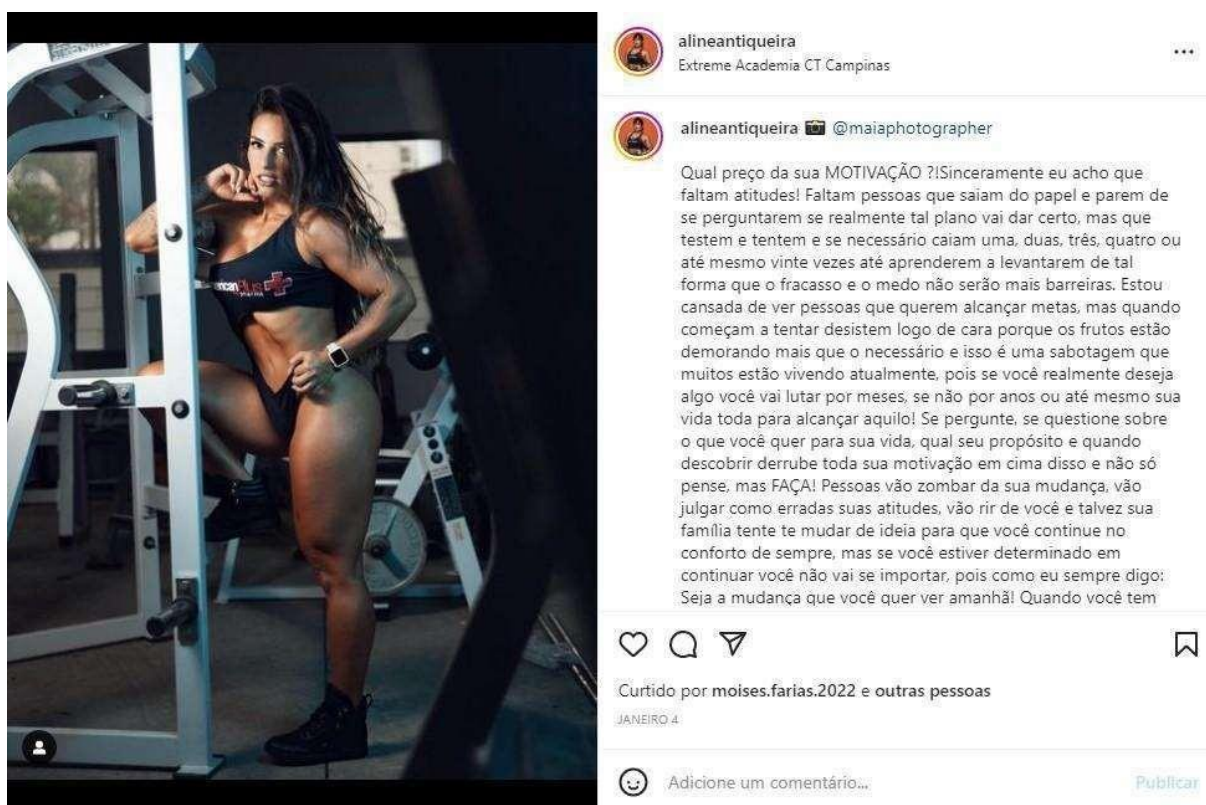 alineantiqueira
Extreme Academia CT Campinas
alineantiqueira @maiaphotographer
Qual preço da sua MOTIVAÇÃO ?!Sinceramente eu acho que
faltam atitudes! Faltam pessoas que saiam do papel e parem de
se perguntarem se realmente tal plano vai dar certo, mas que
testem e tentem e se necessário caiam uma, duas, três, quatro ou
até mesmo vinte vezes até aprenderem a levantarem de tal
forma que o fracasso e o medo não serão mais barreiras. Estou
cansada de ver pessoas que querem alcançar metas, mas quando
começam a tentar desistem logo de cara porque os frutos estão
demorando mais que o necessário e isso é uma sabotagem que
muitos estão vivendo atualmente, pois se você realmente deseja
algo você vai lutar por meses, se não por anos ou até mesmo sua
vida toda para alcançar aquilo! Se pergunte, se questione sobre
o que você quer para sua vida, qual seu propósito e quando
descobrir derrube toda sua motivação em cima disso e não só
pense, mas FAÇA! Pessoas vão zombar da sua mudança, vão
julgar como erradas suas atitudes, vão rir de você e talvez sua
família tente te mudar de ideia para que você continue no
conforto de sempre, mas se você estiver determinado em
continuar você não vai se importar, pois como eu sempre digo:
Seja a mudança que você quer ver amanhã! Quando você tem
Curtido por moises.farias.2022 e outras pessoas
JANEIRO 4
Adicione um comentário...
Publicar